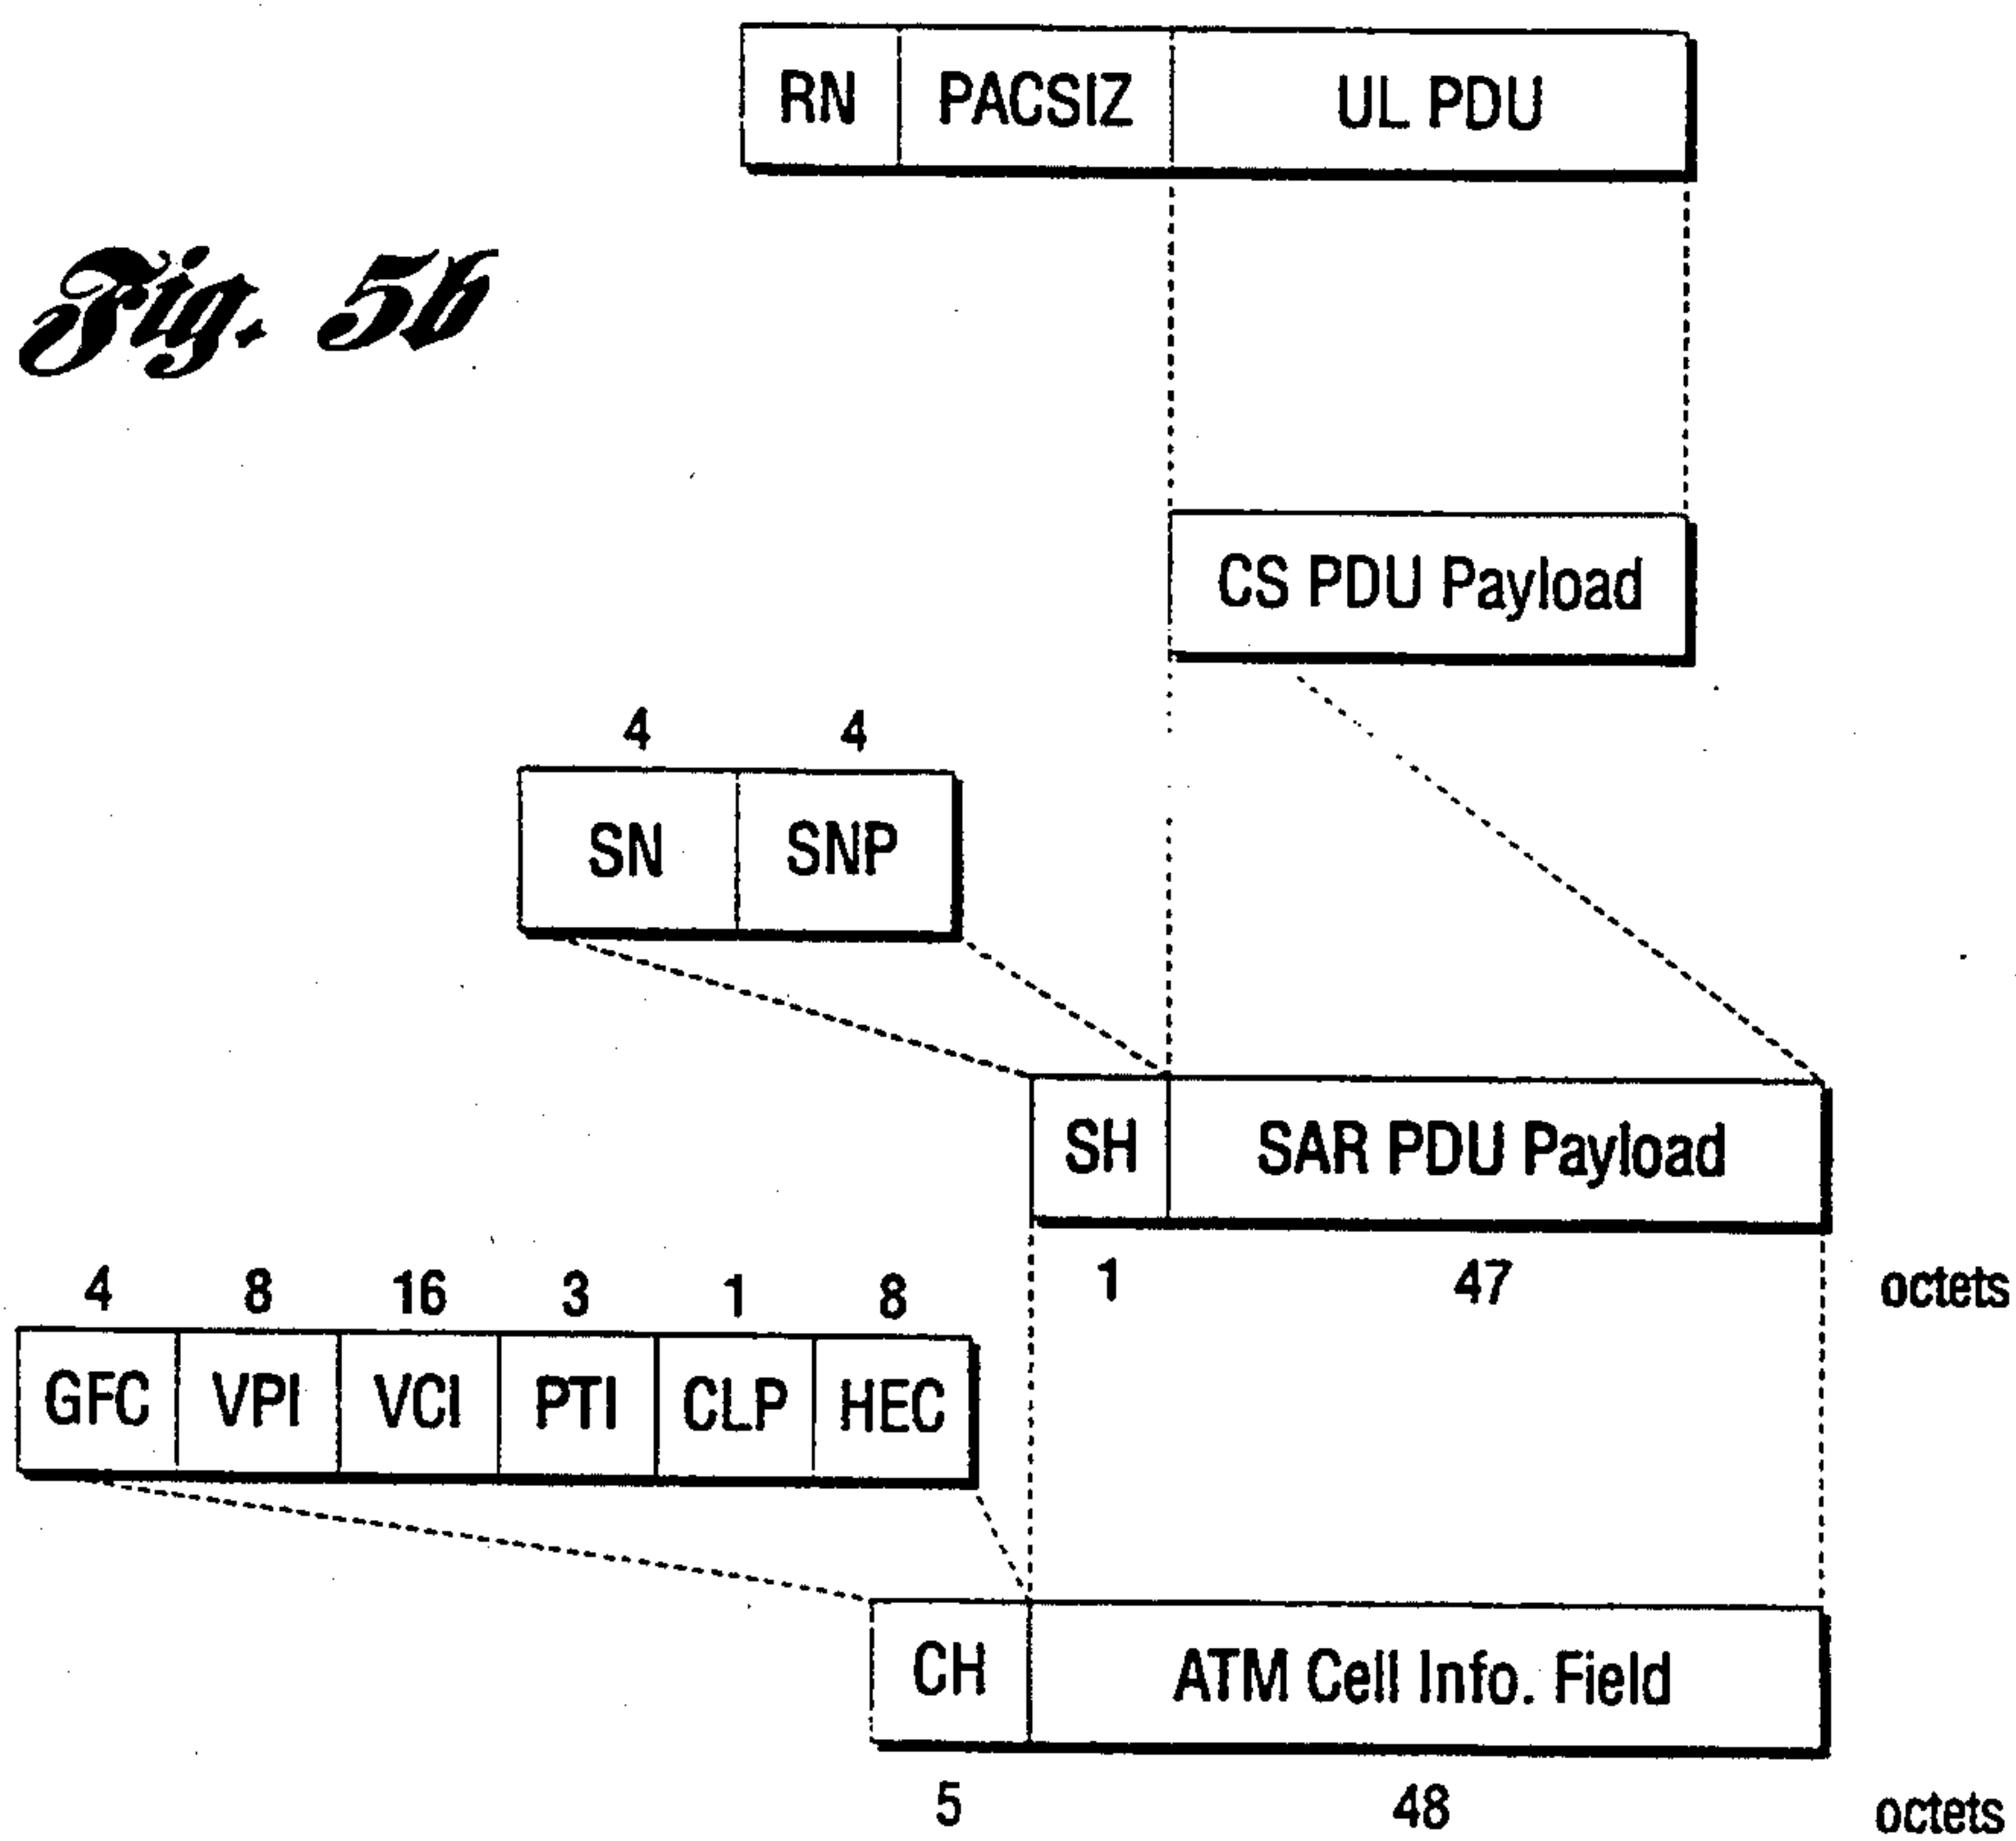 RN PACSIZ UL PDU
Fig. 5b
CS PDU Payload
4 4
SN SNP
SH SAR PDU Payload
1 47 octets
4 8 16 3 1 8
GFC VPI VCI PTI CLP HEC
CH ATM Cell Info. Field
5 48 octets